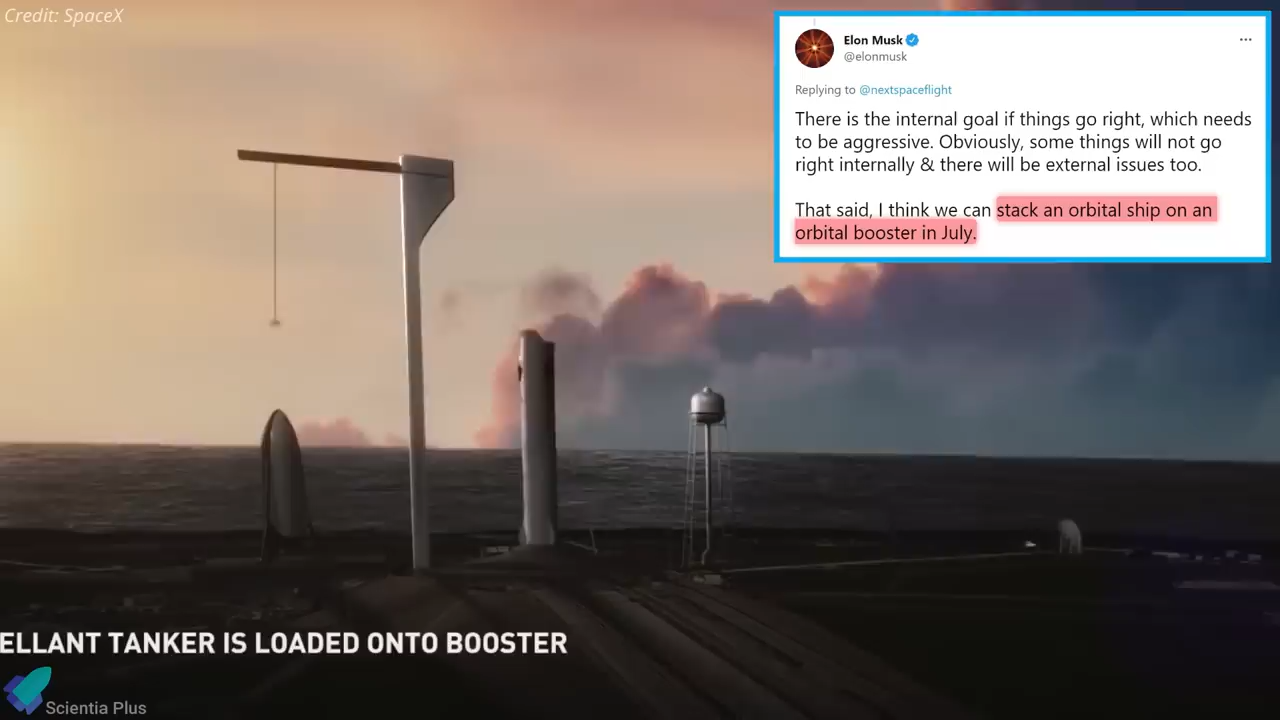 Credit: SpaceX
Elon Musk
@elonmusk
Replying to @nextspaceflight
There is the internal goal if things go right, which needs
to be aggressive. Obviously, some things will not go
right internally & there will be external issues too.
That said, I think we can stack an orbital ship on an
orbital booster in July.
ELLANT TANKER IS LOADED ONTO BOOSTER
Scientia Plus